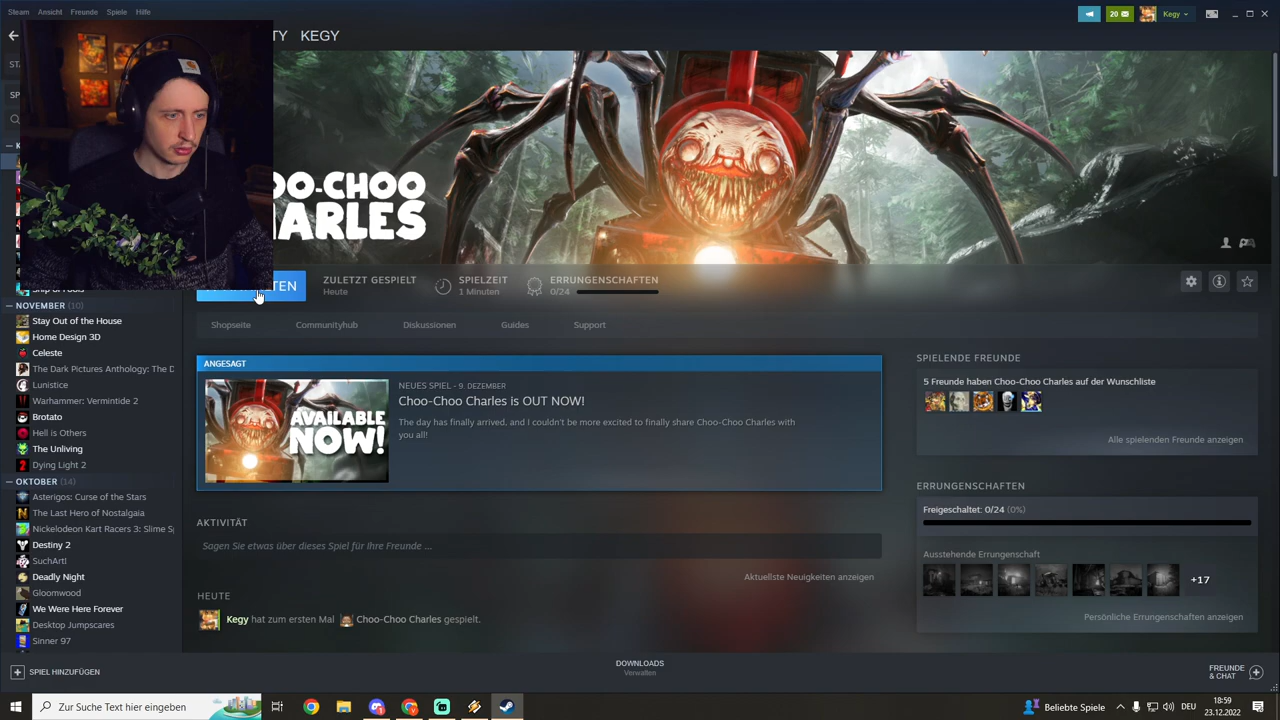 Steam Ansicht Freunde Spiele Hilfe
20
Kegy
TY KEGY
OO-CHOO
ARLES
ZULETZT GESPIELT
Heute
SPIELZEIT
1 Minuten
ERRUNGENSCHAFTEN
0/24
Shopseite Communityhub Diskussionen Guides Support
NOVEMBER (10)
Stay Out of the House
Home Design 3D
Celeste
The Dark Pictures Anthology: The D
Lunistice
Warhammer: Vermintide 2
Brotato
Hell is Others
The Unliving
Dying Light 2
OKTOBER (14)
Asterigos: Curse of the Stars
The Last Hero of Nostalgaia
Nickelodeon Kart Racers 3: Slime S
Destiny 2
SuchArt!
Deadly Night
Gloomwood
We Were Here Forever
Desktop Jumpscares
Sinner 97
ANGESAGT
AVAILABLE
NOW!
NEUES SPIEL - 9. DEZEMBER
Choo-Choo Charles is OUT NOW!
The day has finally arrived, and I couldn't be more excited to finally share Choo-Choo Charles with
you all!
AKTIVITÄT
Sagen Sie etwas über dieses Spiel für Ihre Freunde ...
Aktuellste Neuigkeiten anzeigen
HEUTE
Kegy hat zum ersten Mal Choo-Choo Charles gespielt.
SPIELENDE FREUNDE
5 Freunde haben Choo-Choo Charles auf der Wunschliste
Alle spielenden Freunde anzeigen
ERRUNGENSCHAFTEN
Freigeschaltet: 0/24 (0%)
Ausstehende Errungenschaft
+17
Persönliche Errungenschaften anzeigen
SPIEL HINZUFÜGEN
DOWNLOADS
Verwalten
FREUNDE
& CHAT
Zur Suche Text hier eingeben
Beliebte Spiele
DEU
18:59
23.12.2022